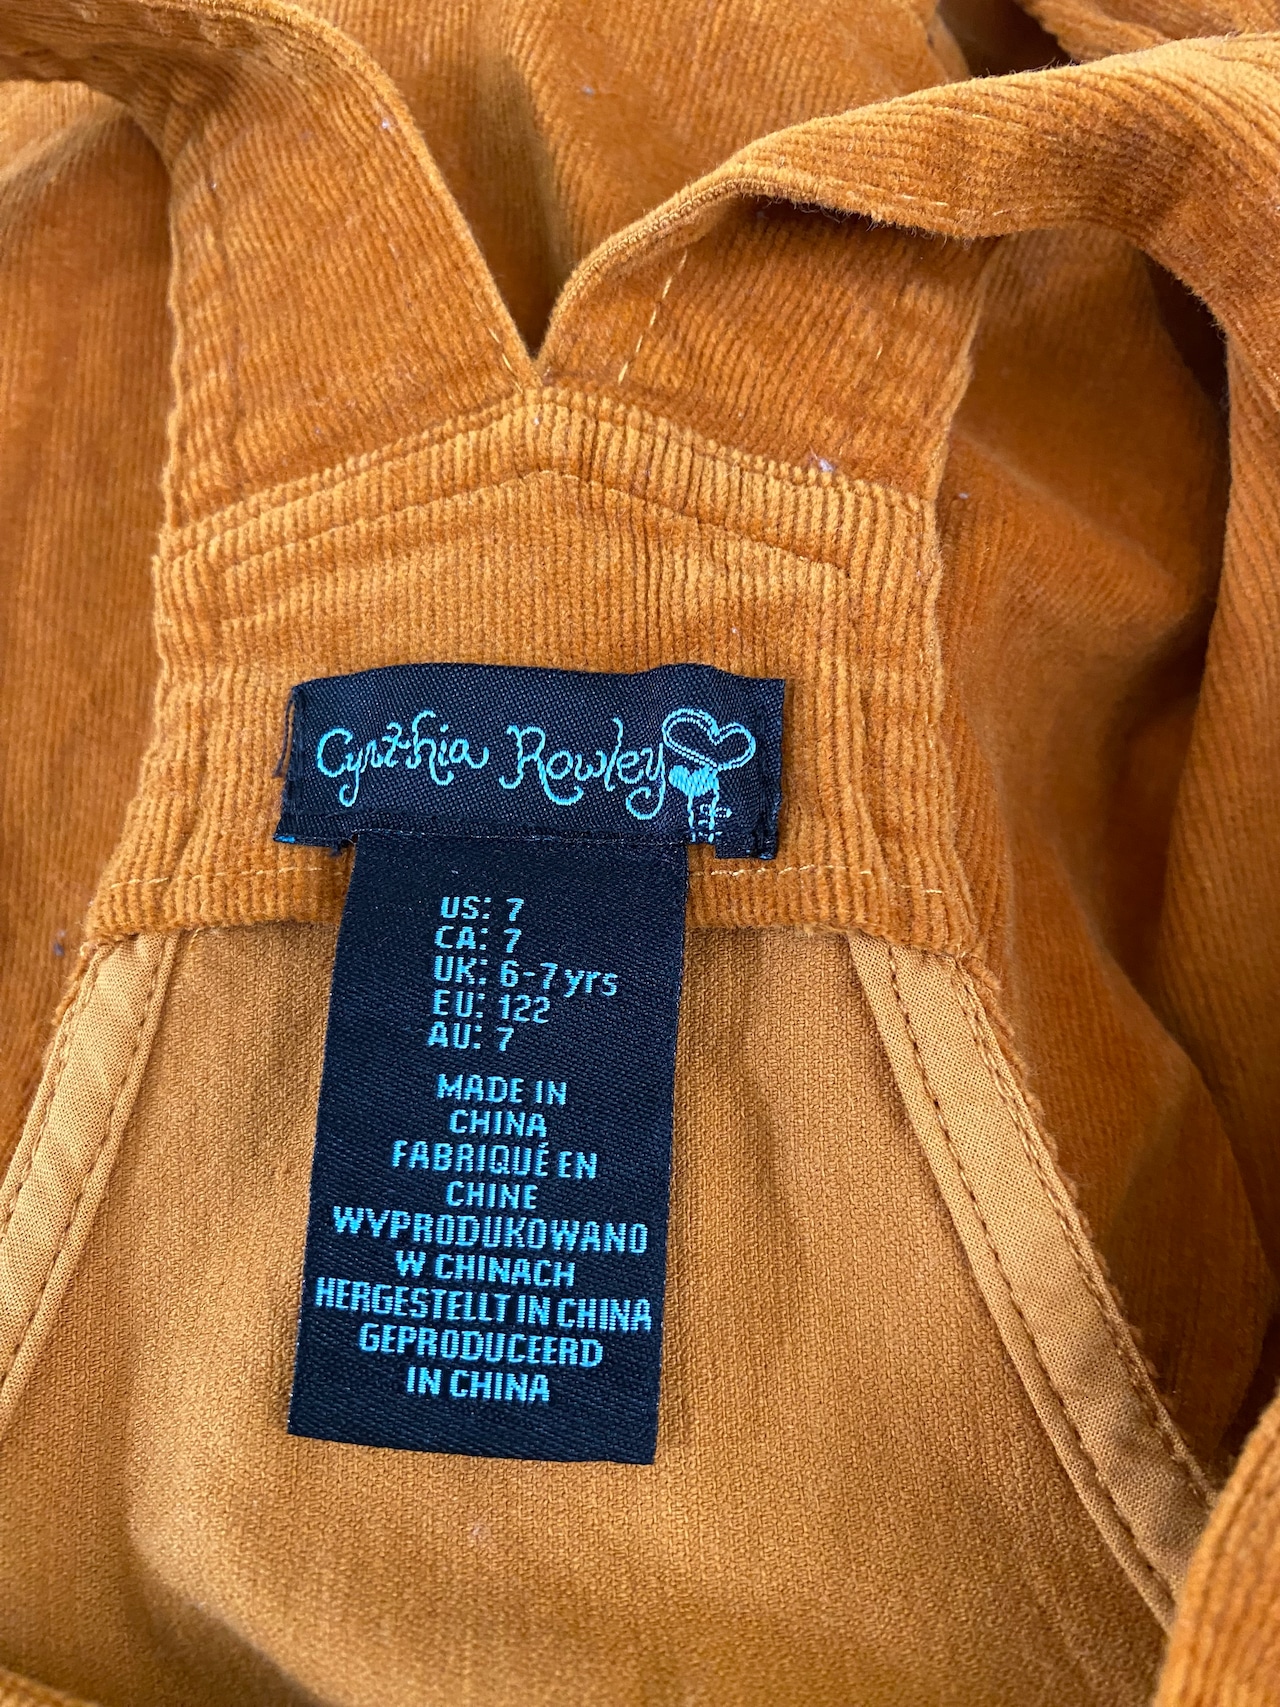 Cynthia Rowley
US: 7
CA: 7
UK: 6-7 yrs
EU: 122
AU: 7
MADE IN
CHINA
FABRIQUÉ EN
CHINE
WYPRODUKOWANO
W CHINACH
HERGESTELLT IN CHINA
GEPRODUCEERD
IN CHINA